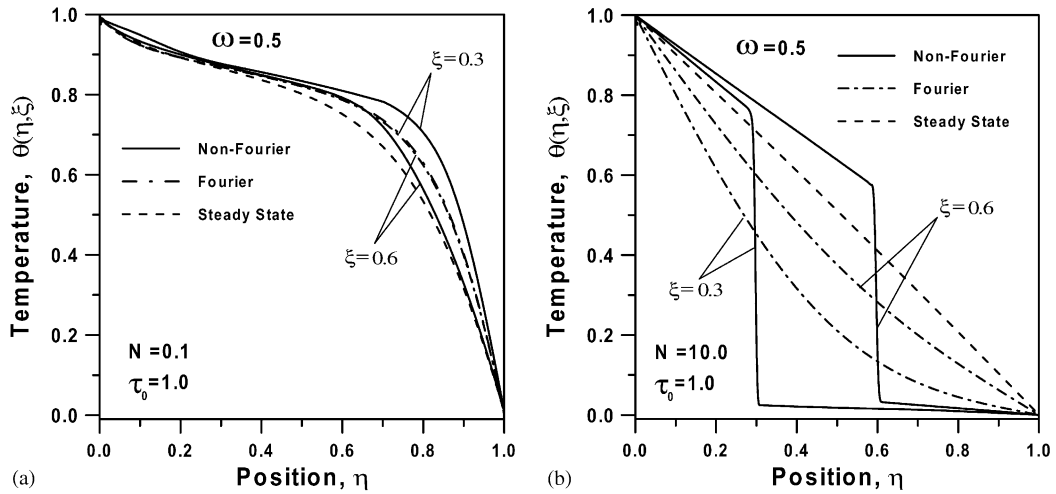 1.0
0.8
0.6
0.4
0.2
0.0
Temperature, θ(η,ξ)
ω=0.5
ξ=0.3
Non-Fourier
Fourier
Steady State
ξ=0.6
N=0.1
τ₀=1.0
0.0 0.2 0.4 0.6 0.8 1.0
(a) Position, η
1.0
0.8
0.6
0.4
0.2
0.0
Temperature, θ(η,ξ)
ω=0.5
Non-Fourier
Fourier
Steady State
ξ=0.6
ξ=0.3
N=10.0
τ₀=1.0
0.0 0.2 0.4 0.6 0.8 1.0
(b) Position, η